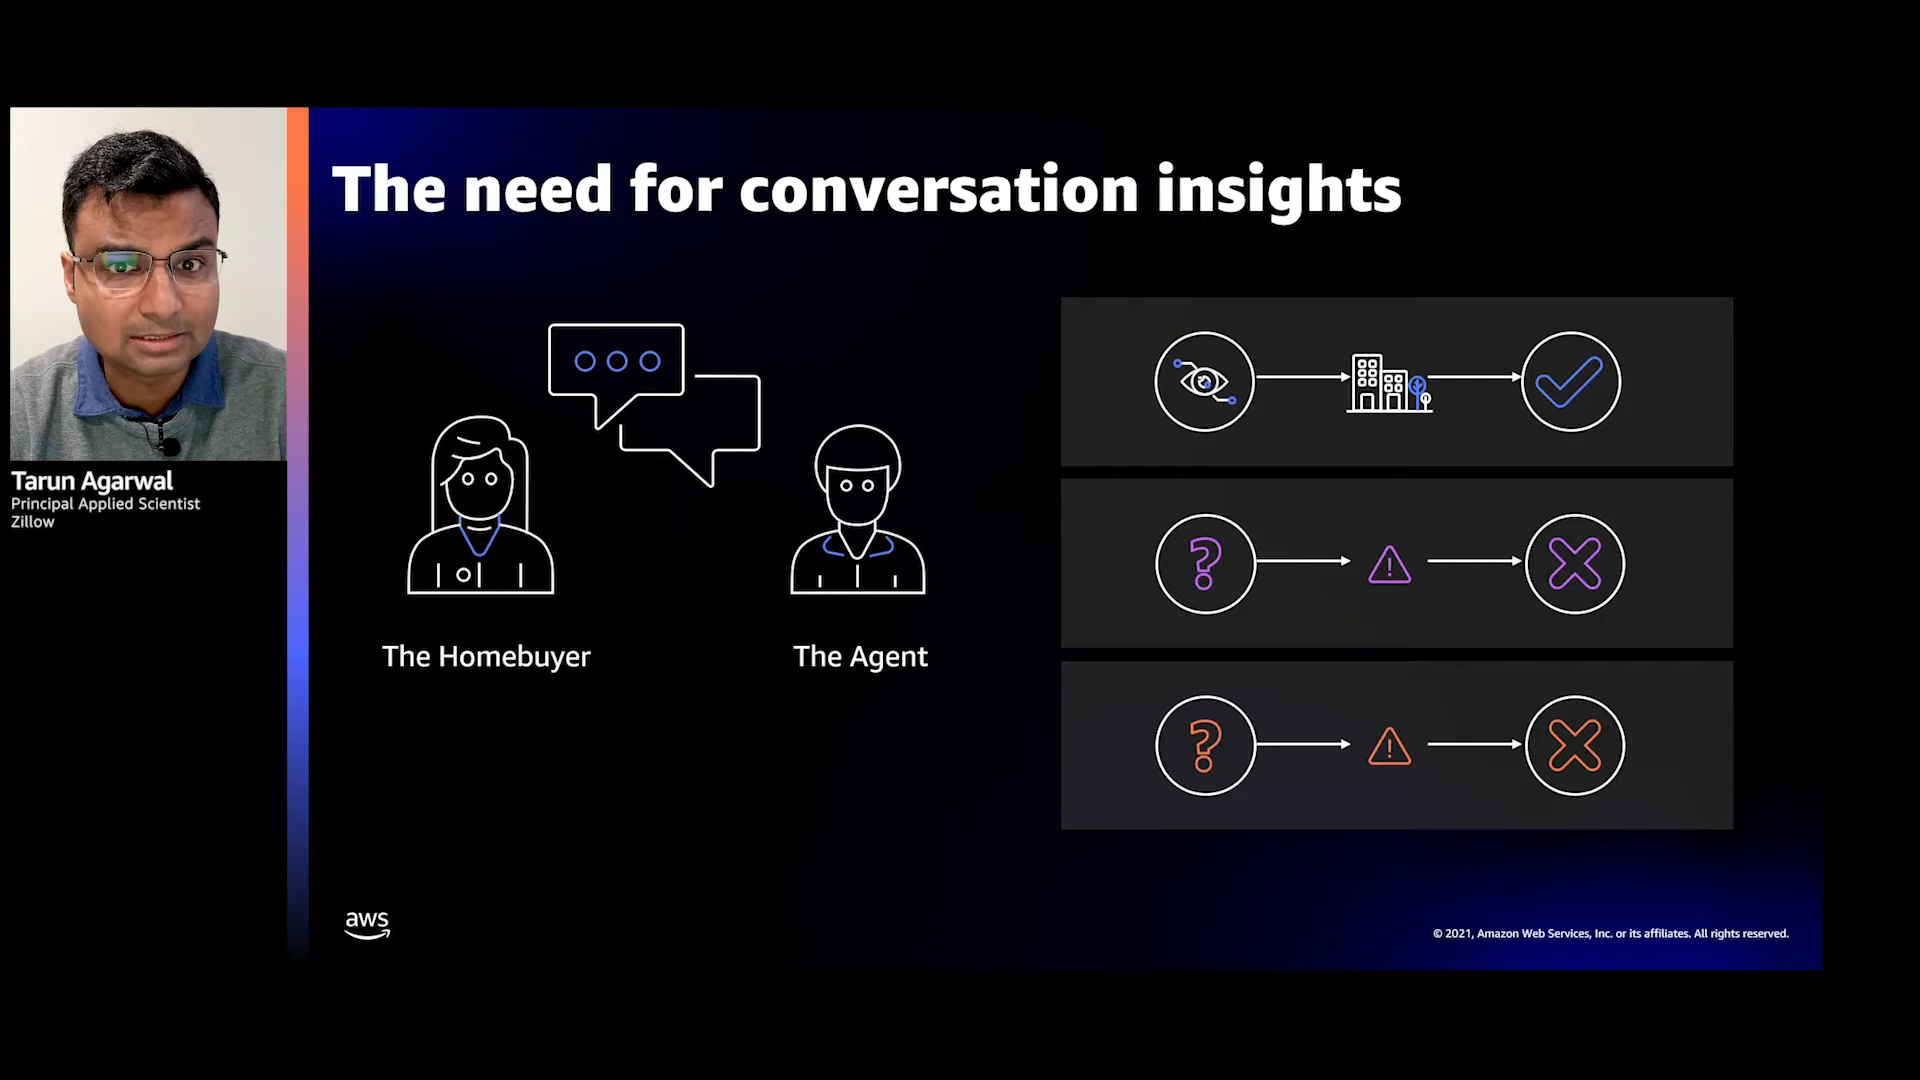 The need for conversation insights
Tarun Agarwal
Principal Applied Scientist
Zillow
The Homebuyer
The Agent
aws
© 2021, Amazon Web Services, Inc. or its affiliates. All rights reserved.